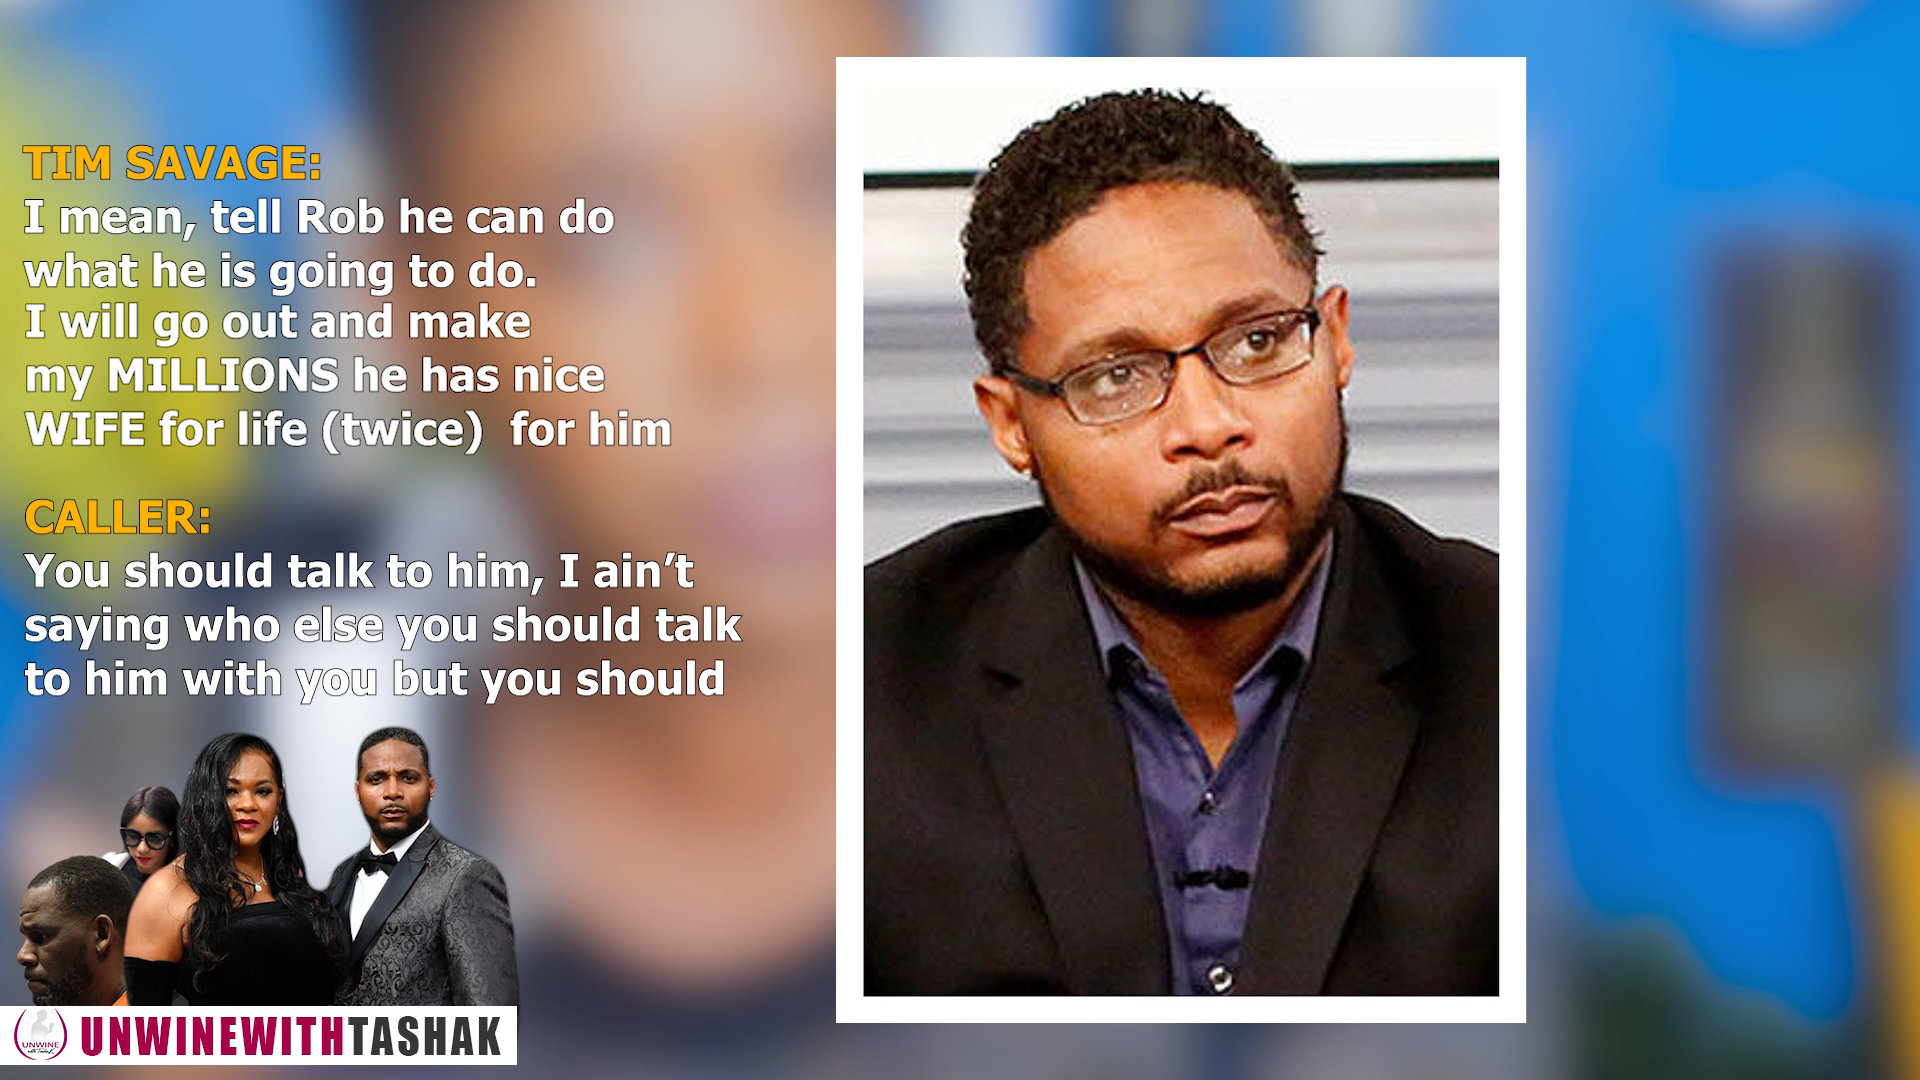 TIM SAVAGE:
I mean, tell Rob he can do
what he is going to do.
I will go out and make
my MILLIONS he has nice
WIFE for life (twice)  for him
CALLER:
You should talk to him, I ain’t
saying who else you should talk
to him with you but you should
UNWINE
UNWINEWITHTASHAK